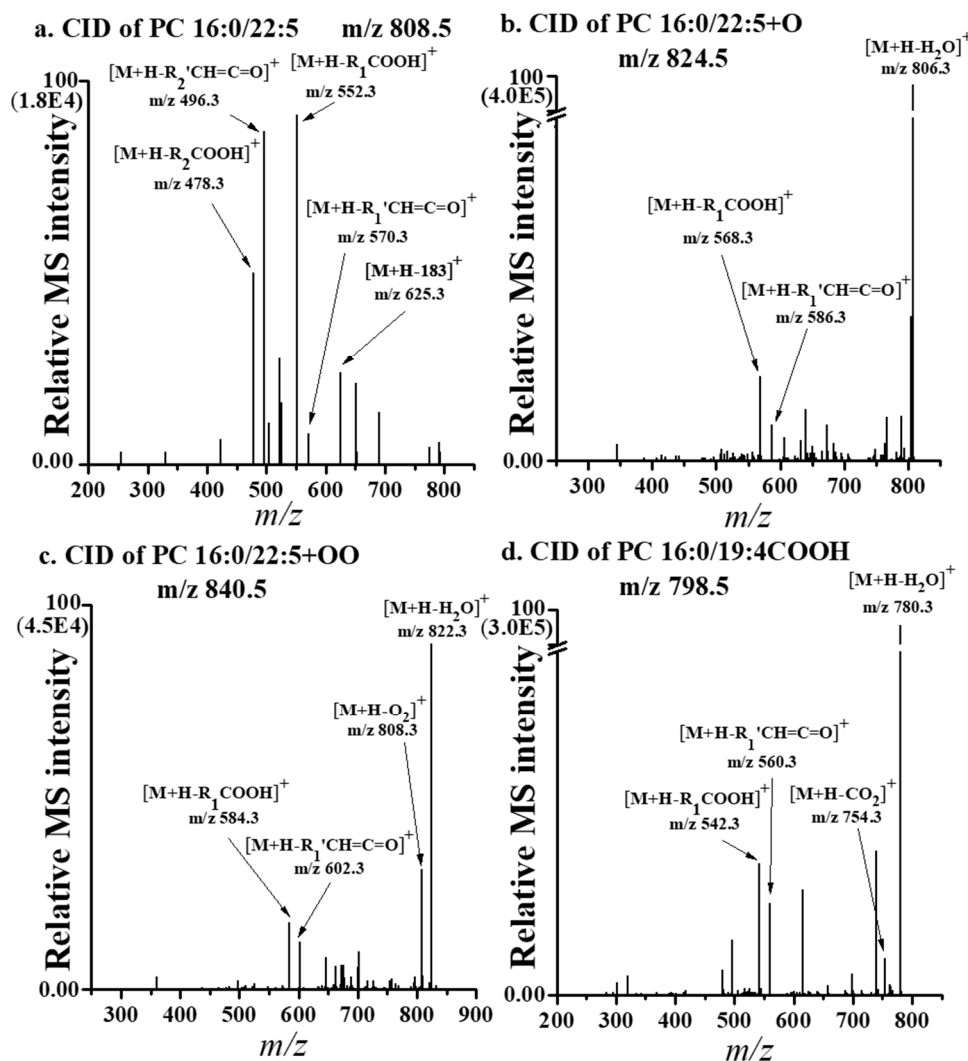 a. CID of PC 16:0/22:5 m/z 808.5
100
(1.8E4)
[M+H-R2'CH=C=O]+
m/z 496.3
[M+H-R1COOH]+
m/z 552.3
[M+H-R2COOH]+
m/z 478.3
[M+H-R1'CH=C=O]+
m/z 570.3
[M+H-183]+
m/z 625.3
Relative MS intensity
0.00
200 300 400 500 600 700 800
m/z
b. CID of PC 16:0/22:5+O
m/z 824.5
[M+H-H2O]+
m/z 806.3
100
(4.0E5)
[M+H-R1COOH]+
m/z 568.3
[M+H-R1'CH=C=O]+
m/z 586.3
Relative MS intensity
0.00
300 400 500 600 700 800
m/z
c. CID of PC 16:0/22:5+OO
m/z 840.5
100
(4.5E4)
[M+H-H2O]+
m/z 822.3
[M+H-O2]+
m/z 808.3
[M+H-R1COOH]+
m/z 584.3
[M+H-R1'CH=C=O]+
m/z 602.3
Relative MS intensity
0.00
300 400 500 600 700 800 900
m/z
d. CID of PC 16:0/19:4COOH
m/z 798.5
[M+H-H2O]+
m/z 780.3
100
(3.0E5)
[M+H-R1'CH=C=O]+
m/z 560.3
[M+H-R1COOH]+
m/z 542.3
[M+H-CO2]+
m/z 754.3
Relative MS intensity
0.00
200 300 400 500 600 700 800
m/z